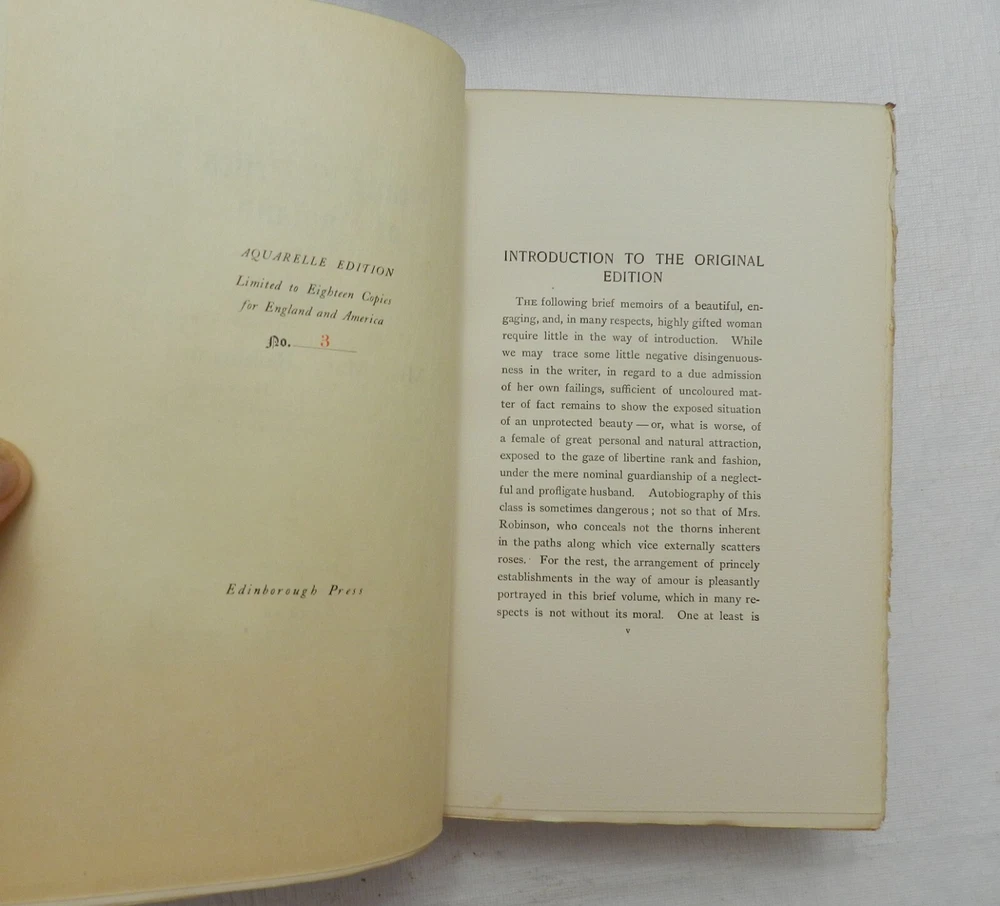 AQUARELLE EDITION
Limited to Eighteen Copies
for England and America
No. 3
Edinborough Press
INTRODUCTION TO THE ORIGINAL
EDITION
THE following brief memoirs of a beautiful, en-
gaging, and, in many respects, highly gifted woman
require little in the way of introduction. While
we may trace some little negative disingenuous-
ness in the writer, in regard to a due admission
of her own failings, sufficient of uncoloured mat-
ter of fact remains to show the exposed situation
of an unprotected beauty — or, what is worse, of
a female of great personal and natural attraction,
exposed to the gaze of libertine rank and fashion,
under the mere nominal guardianship of a neglect-
ful and profligate husband. Autobiography of this
class is sometimes dangerous; not so that of Mrs.
Robinson, who conceals not the thorns inherent
in the paths along which vice externally scatters
roses. For the rest, the arrangement of princely
establishments in the way of amour is pleasantly
portrayed in this brief volume, which in many re-
spects is not without its moral. One at least is
v